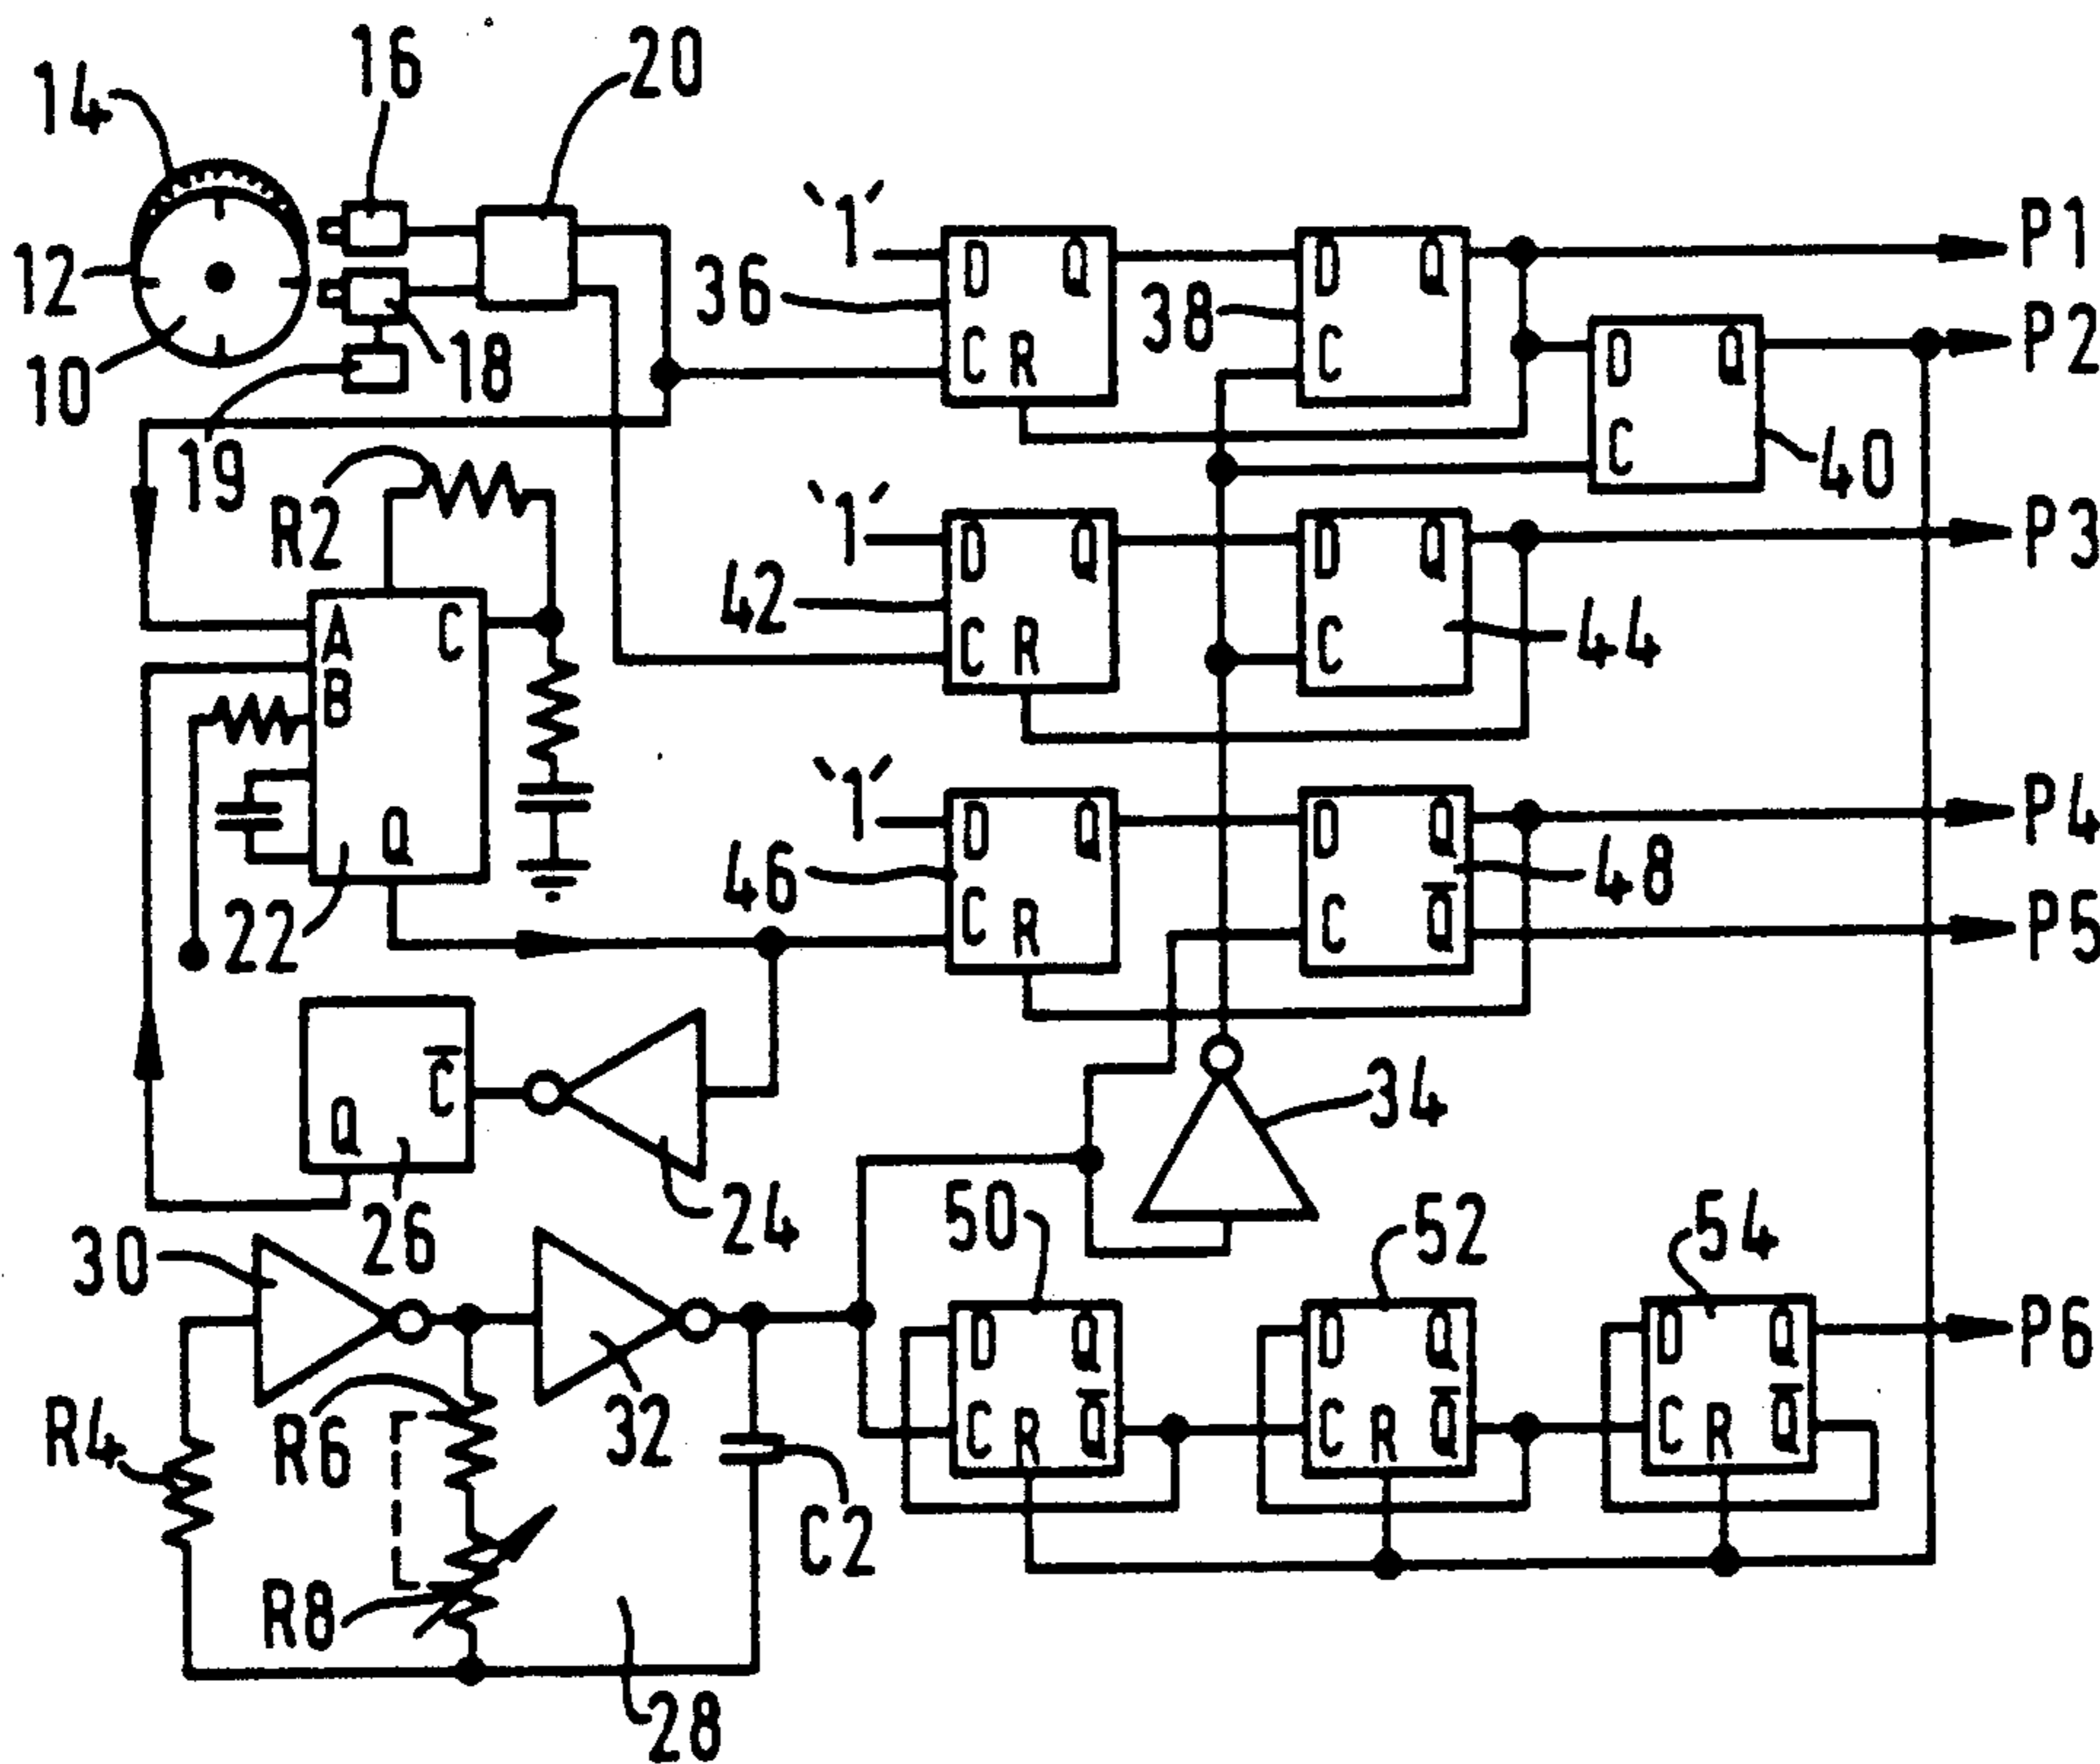 16
20
14
'1'
P1
D Q
D Q
12
36
38
P2
C R
C
D Q
10
18
C
40
19
R2
'1'
P3
D Q
D Q
42
44
A C
C R
C
B
'1'
P4
D Q
D Q
Q
46
48
C R
C Q̅
P5
22
C̅
34
Q
50
52
54
26
24
30
P6
D Q
D Q
D Q
R4
R6
32
C R Q̅
C R Q̅
C R Q̅
C2
R8
28